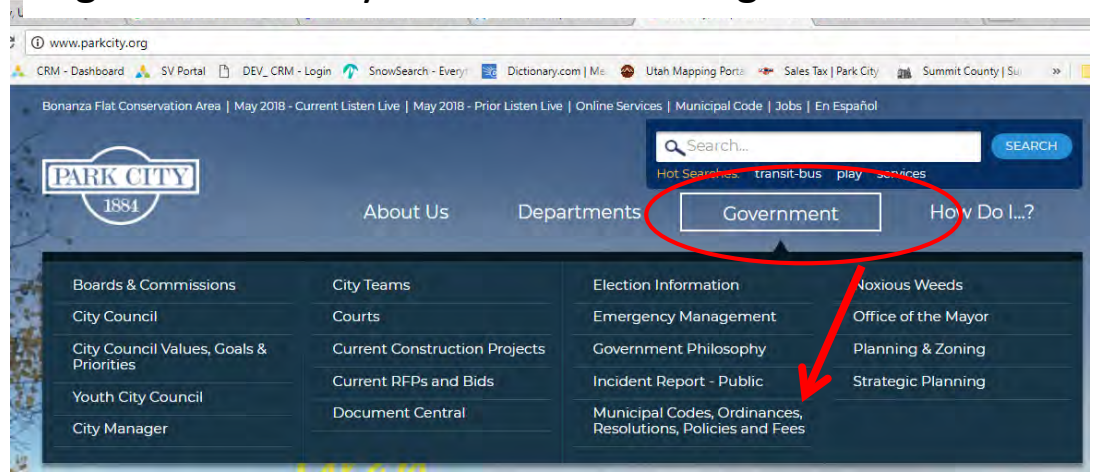 www.parkcity.org
CRM - Dashboard SV Portal DEV_ CRM - Login SnowSearch - Every Dictionary.com | Me Utah Mapping Porta Sales Tax | Park City Summit County | Su »
Bonanza Flat Conservation Area | May 2018 - Current Listen Live | May 2018 - Prior Listen Live | Online Services | Municipal Code | Jobs | En Español
Search...
SEARCH
Hot Searches: transit-bus play services
PARK CITY
1884
About Us Departments Government How Do I...?
Boards & Commissions
City Council
City Council Values, Goals &
Priorities
Youth City Council
City Manager
City Teams
Courts
Current Construction Projects
Current RFPs and Bids
Document Central
Election Information
Emergency Management
Government Philosophy
Incident Report - Public
Municipal Codes, Ordinances,
Resolutions, Policies and Fees
Noxious Weeds
Office of the Mayor
Planning & Zoning
Strategic Planning